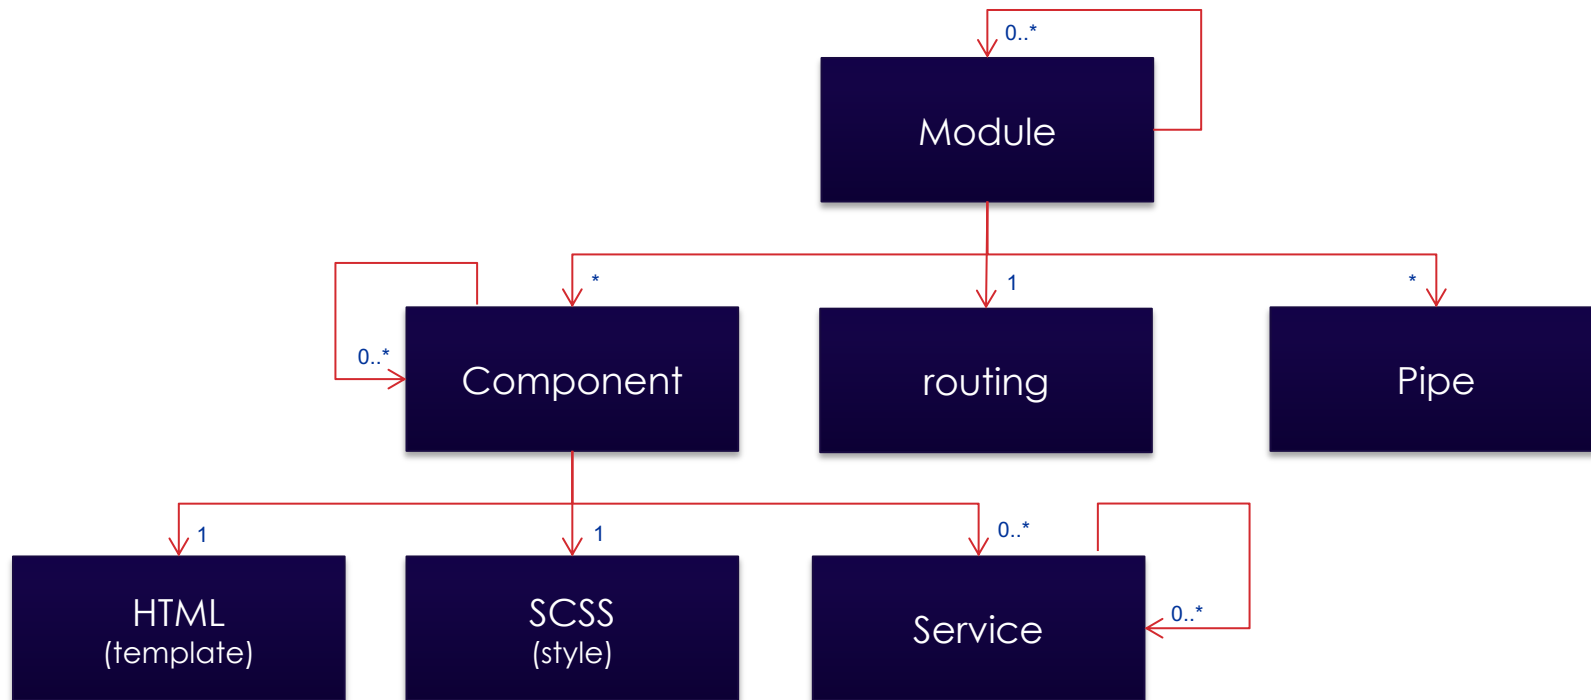 0..*
Module
*
1
*
0..*
Component
routing
Pipe
1
1
0..*
HTML
(template)
SCSS
(style)
Service
0..*